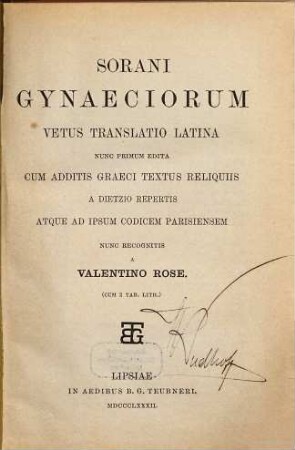 SORANI
GYNAECIORUM
VETUS TRANSLATIO LATINA
NUNC PRIMUM EDITA
CUM ADDITIS GRAECI TEXTUS RELIQUIIS
A DIETZIO REPERTIS
ATQUE AD IPSUM CODICEM PARISIENSEM
NUNC RECOGNITIS
A
VALENTINO ROSE.
(CUM I TAB. LITH.)
BTG
LIPSIAE
IN AEDIBUS B. G. TEUBNERI.
MDCCCLXXXII.